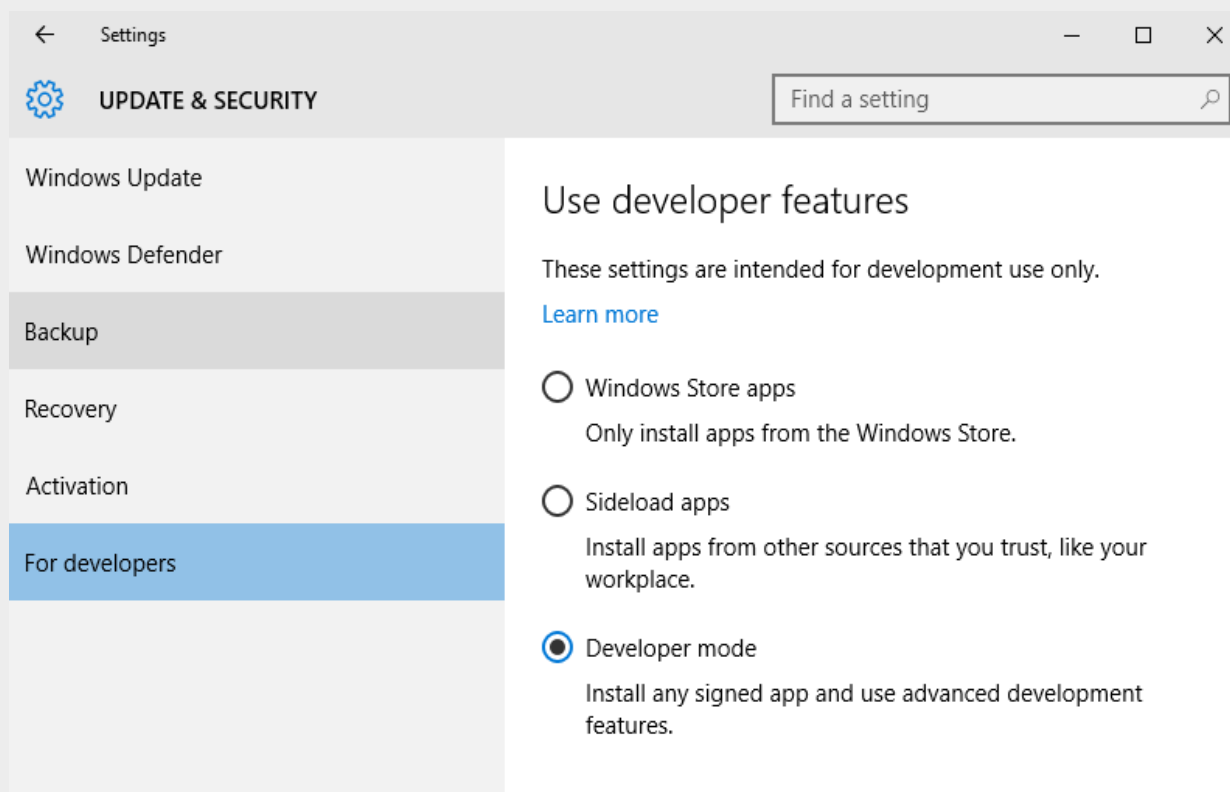 Settings
UPDATE & SECURITY
Find a setting
Windows Update
Windows Defender
Backup
Recovery
Activation
For developers
Use developer features
These settings are intended for development use only.
Learn more
Windows Store apps
Only install apps from the Windows Store.
Sideload apps
Install apps from other sources that you trust, like your
workplace.
Developer mode
Install any signed app and use advanced development
features.